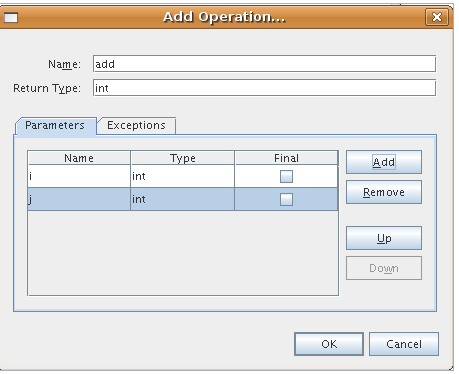 Add Operation...
Name: add
Return Type: int
Parameters Exceptions
Name Type Final
i int
j int
Add
Remove
Up
Down
OK Cancel